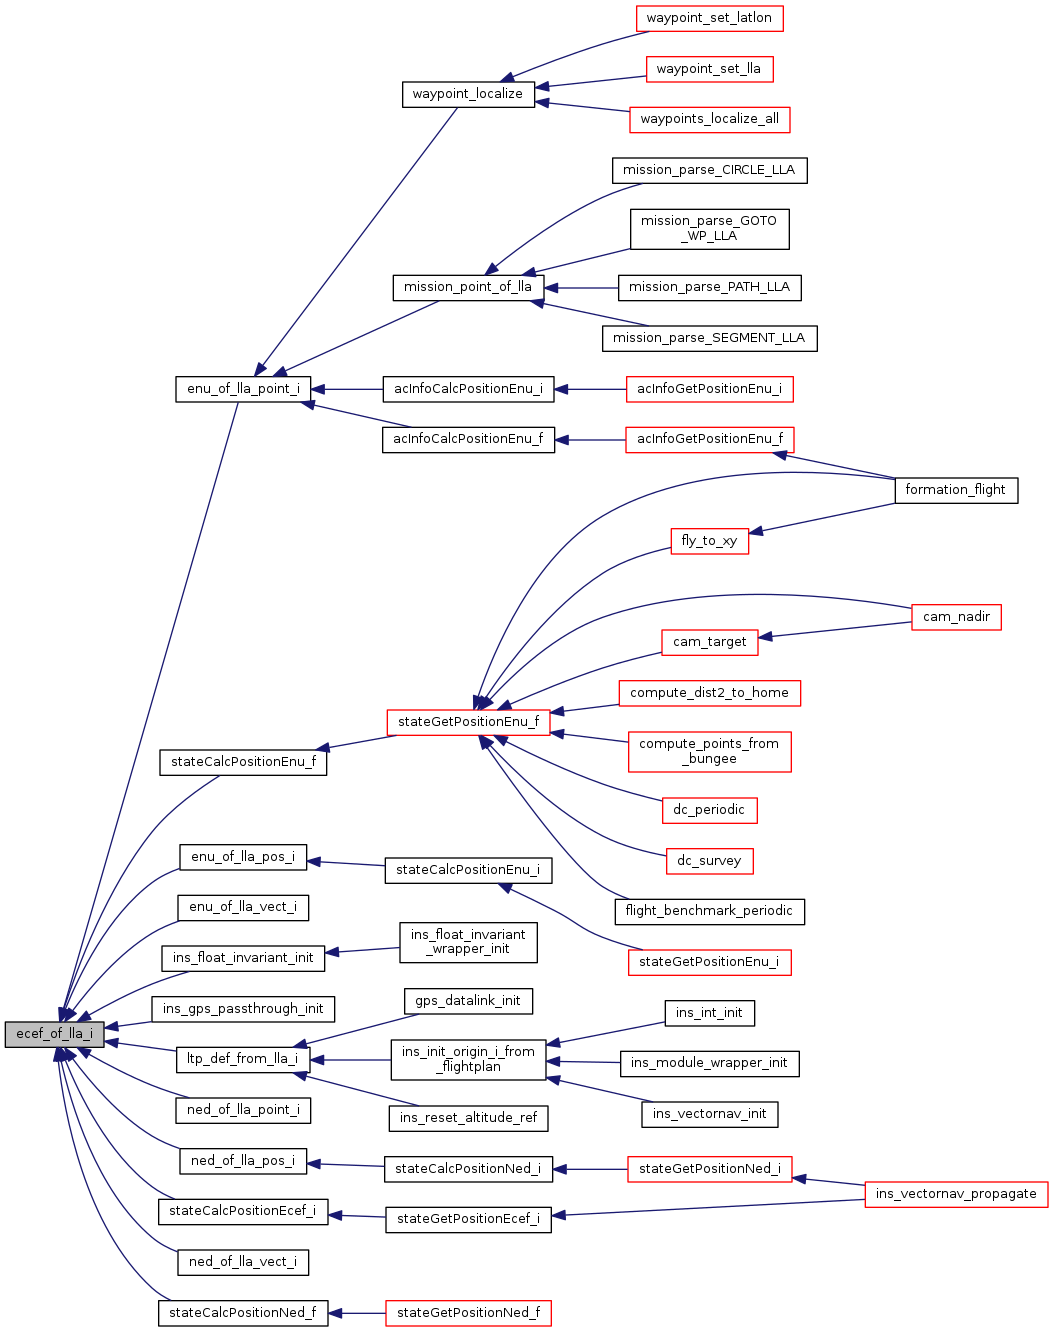 waypoint_set_latlon
waypoint_set_lla
waypoint_localize
waypoints_localize_all
mission_parse_CIRCLE_LLA
mission_parse_GOTO
_WP_LLA
mission_point_of_lla
mission_parse_PATH_LLA
mission_parse_SEGMENT_LLA
enu_of_lla_point_i
acInfoCalcPositionEnu_i
acInfoGetPositionEnu_i
acInfoCalcPositionEnu_f
acInfoGetPositionEnu_f
formation_flight
fly_to_xy
cam_nadir
cam_target
compute_dist2_to_home
stateGetPositionEnu_f
compute_points_from
_bungee
stateCalcPositionEnu_f
dc_periodic
dc_survey
enu_of_lla_pos_i
stateCalcPositionEnu_i
enu_of_lla_vect_i
flight_benchmark_periodic
ins_float_invariant
_wrapper_init
ins_float_invariant_init
stateGetPositionEnu_i
gps_datalink_init
ins_gps_passthrough_init
ins_int_init
ecef_of_lla_i
ltp_def_from_lla_i
ins_init_origin_i_from
_flightplan
ins_module_wrapper_init
ned_of_lla_point_i
ins_reset_altitude_ref
ins_vectornav_init
ned_of_lla_pos_i
stateCalcPositionNed_i
stateGetPositionNed_i
ins_vectornav_propagate
stateCalcPositionEcef_i
stateGetPositionEcef_i
ned_of_lla_vect_i
stateCalcPositionNed_f
stateGetPositionNed_f